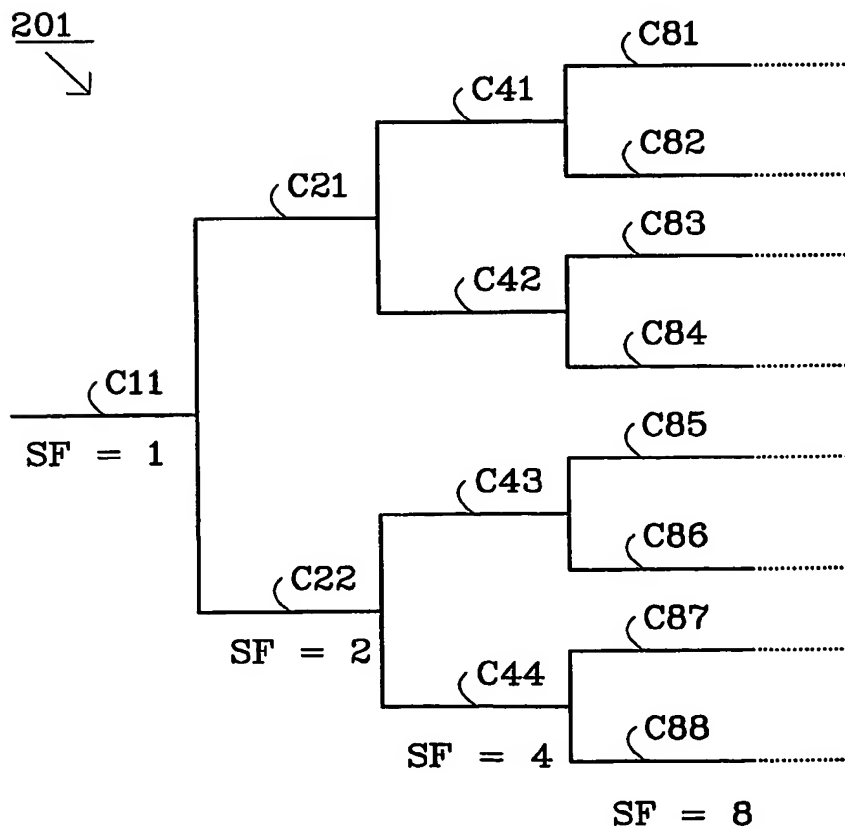 201
C81
C41
C82
C21
C83
C42
C84
C11
SF = 1
C85
C43
C86
C22
SF = 2
C87
C44
C88
SF = 4
SF = 8